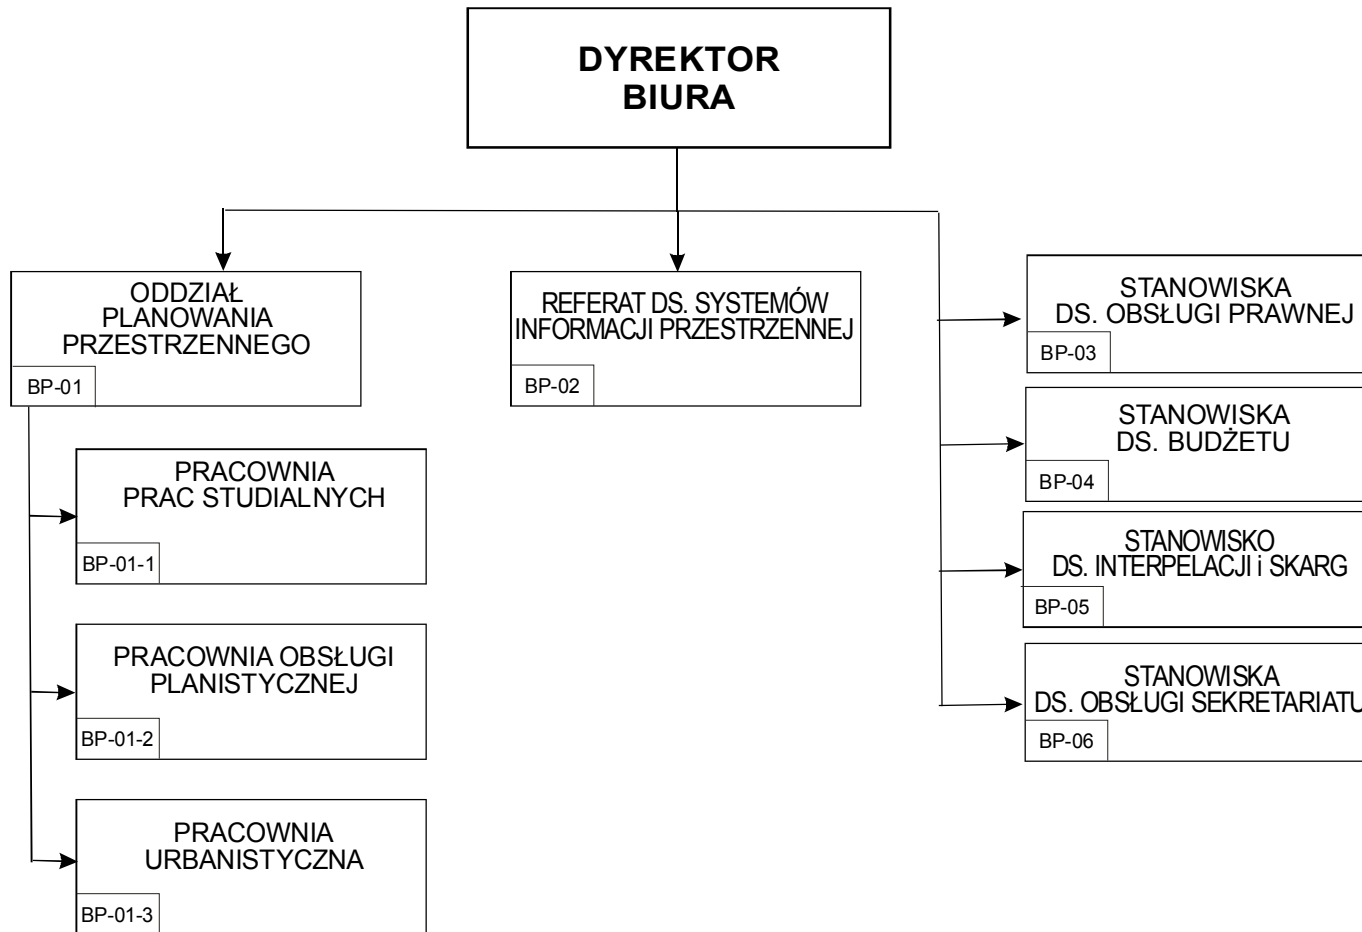 DYREKTOR
BIURA
ODDZIAŁ
PLANOWANIA
PRZESTRZENNEGO
BP-01
REFERAT DS. SYSTEMÓW
INFORMACJI PRZESTRZENNEJ
BP-02
STANOWISKA
DS. OBSŁUGI PRAWNEJ
BP-03
STANOWISKA
DS. BUDŻETU
BP-04
STANOWISKO
DS. INTERPELACJI i SKARG
BP-05
STANOWISKA
DS. OBSŁUGI SEKRETARIATU
BP-06
PRACOWNIA
PRAC STUDIALNYCH
BP-01-1
PRACOWNIA OBSŁUGI
PLANISTYCZNEJ
BP-01-2
PRACOWNIA
URBANISTYCZNA
BP-01-3